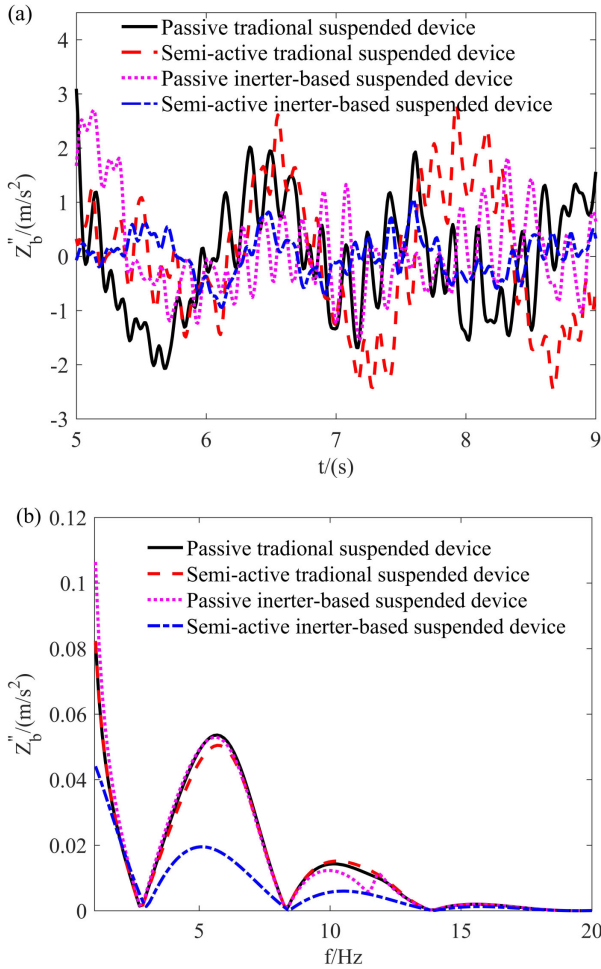 (a)
Passive tradional suspended device
Semi-active tradional suspended device
Passive inerter-based suspended device
Semi-active inerter-based suspended device
4
3
2
1
0
-1
-2
-3
Z_b''/(m/s²)
5
6
7
8
9
t/(s)
(b)
Passive tradional suspended device
Semi-active tradional suspended device
Passive inerter-based suspended device
Semi-active inerter-based suspended device
0.12
0.1
0.08
0.06
0.04
0.02
0
Z_b''/(m/s²)
5
10
15
20
f/Hz